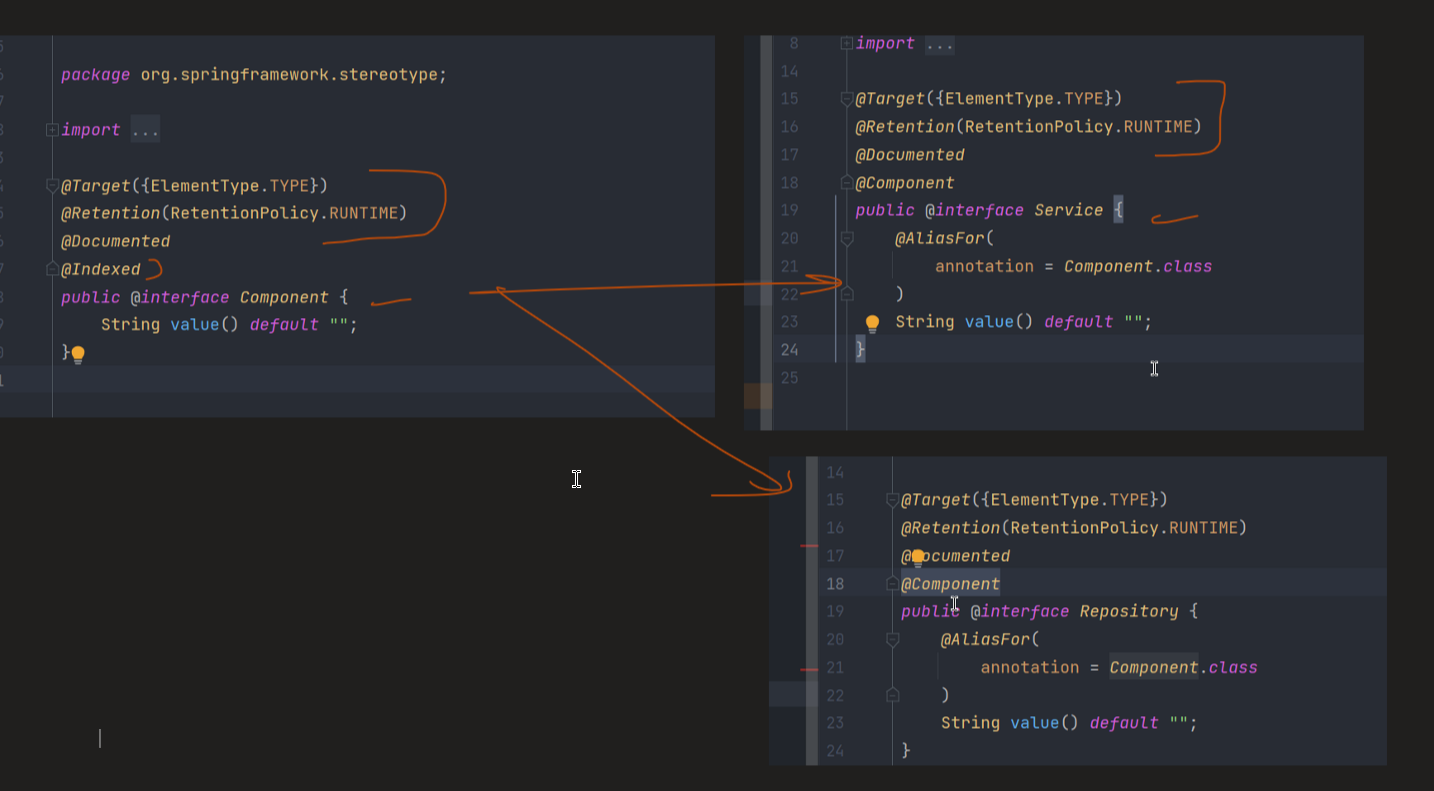 package org.springframework.stereotype;
import ...
@Target({ElementType.TYPE})
@Retention(RetentionPolicy.RUNTIME)
@Documented
@Indexed
public @interface Component {
String value() default "";
}
8 import ...
14
15 @Target({ElementType.TYPE})
16 @Retention(RetentionPolicy.RUNTIME)
17 @Documented
18 @Component
19 public @interface Service {
20 @AliasFor(
21 annotation = Component.class
22 )
23 String value() default "";
24 }
25
14
15 @Target({ElementType.TYPE})
16 @Retention(RetentionPolicy.RUNTIME)
17 @Documented
18 @Component
19 public @interface Repository {
20 @AliasFor(
21 annotation = Component.class
22 )
23 String value() default "";
24 }